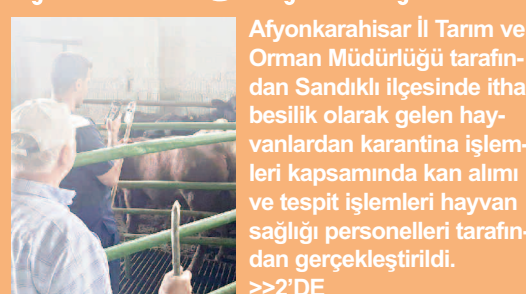 Afyonkarahisar İl Tarım ve
Orman Müdürlüğü tarafın-
dan Sandıklı ilçesinde itha
besilik olarak gelen hay-
vanlardan karantina işlem-
leri kapsamında kan alımı
ve tespit işlemleri hayvan
sağlığı personelleri tarafın-
dan gerçekleştirildi.
>>2'DE